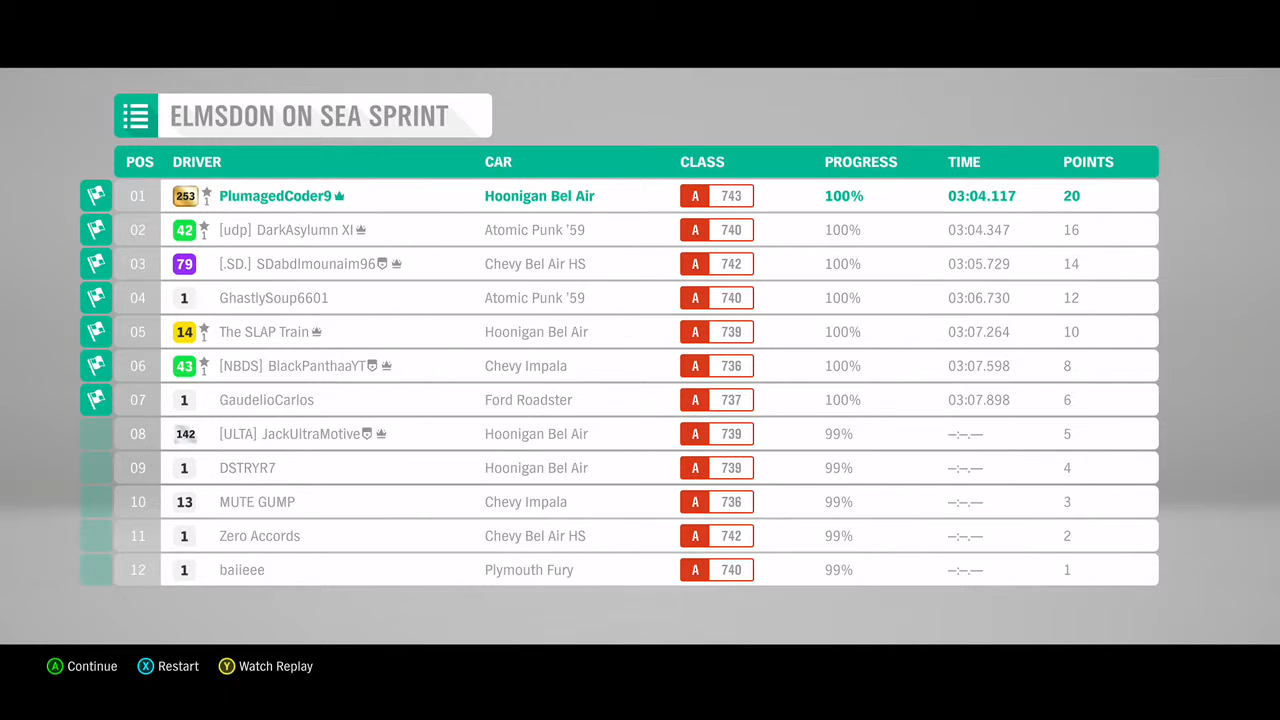 ELMSDON ON SEA SPRINT
POS DRIVER CAR CLASS PROGRESS TIME POINTS
01 253 1 PlumagedCoder9 Hoonigan Bel Air A 743 100% 03:04.117 20
02 42 1 [udp] DarkAsylumn XI Atomic Punk '59 A 740 100% 03:04.347 16
03 79 [.SD.] SDabdlmounaim96 Chevy Bel Air HS A 742 100% 03:05.729 14
04 1 GhastlySoup6601 Atomic Punk '59 A 740 100% 03:06.730 12
05 14 1 The SLAP Train Hoonigan Bel Air A 739 100% 03:07.264 10
06 43 1 [NBDS] BlackPanthaaYT Chevy Impala A 736 100% 03:07.598 8
07 1 GaudelioCarlos Ford Roadster A 737 100% 03:07.898 6
08 142 [ULTA] JackUltraMotive Hoonigan Bel Air A 739 99% —:—.— 5
09 1 DSTRYR7 Hoonigan Bel Air A 739 99% —:—.— 4
10 13 MUTE GUMP Chevy Impala A 736 99% —:—.— 3
11 1 Zero Accords Chevy Bel Air HS A 742 99% —:—.— 2
12 1 baIieee Plymouth Fury A 740 99% —:—.— 1
A Continue X Restart Y Watch Replay